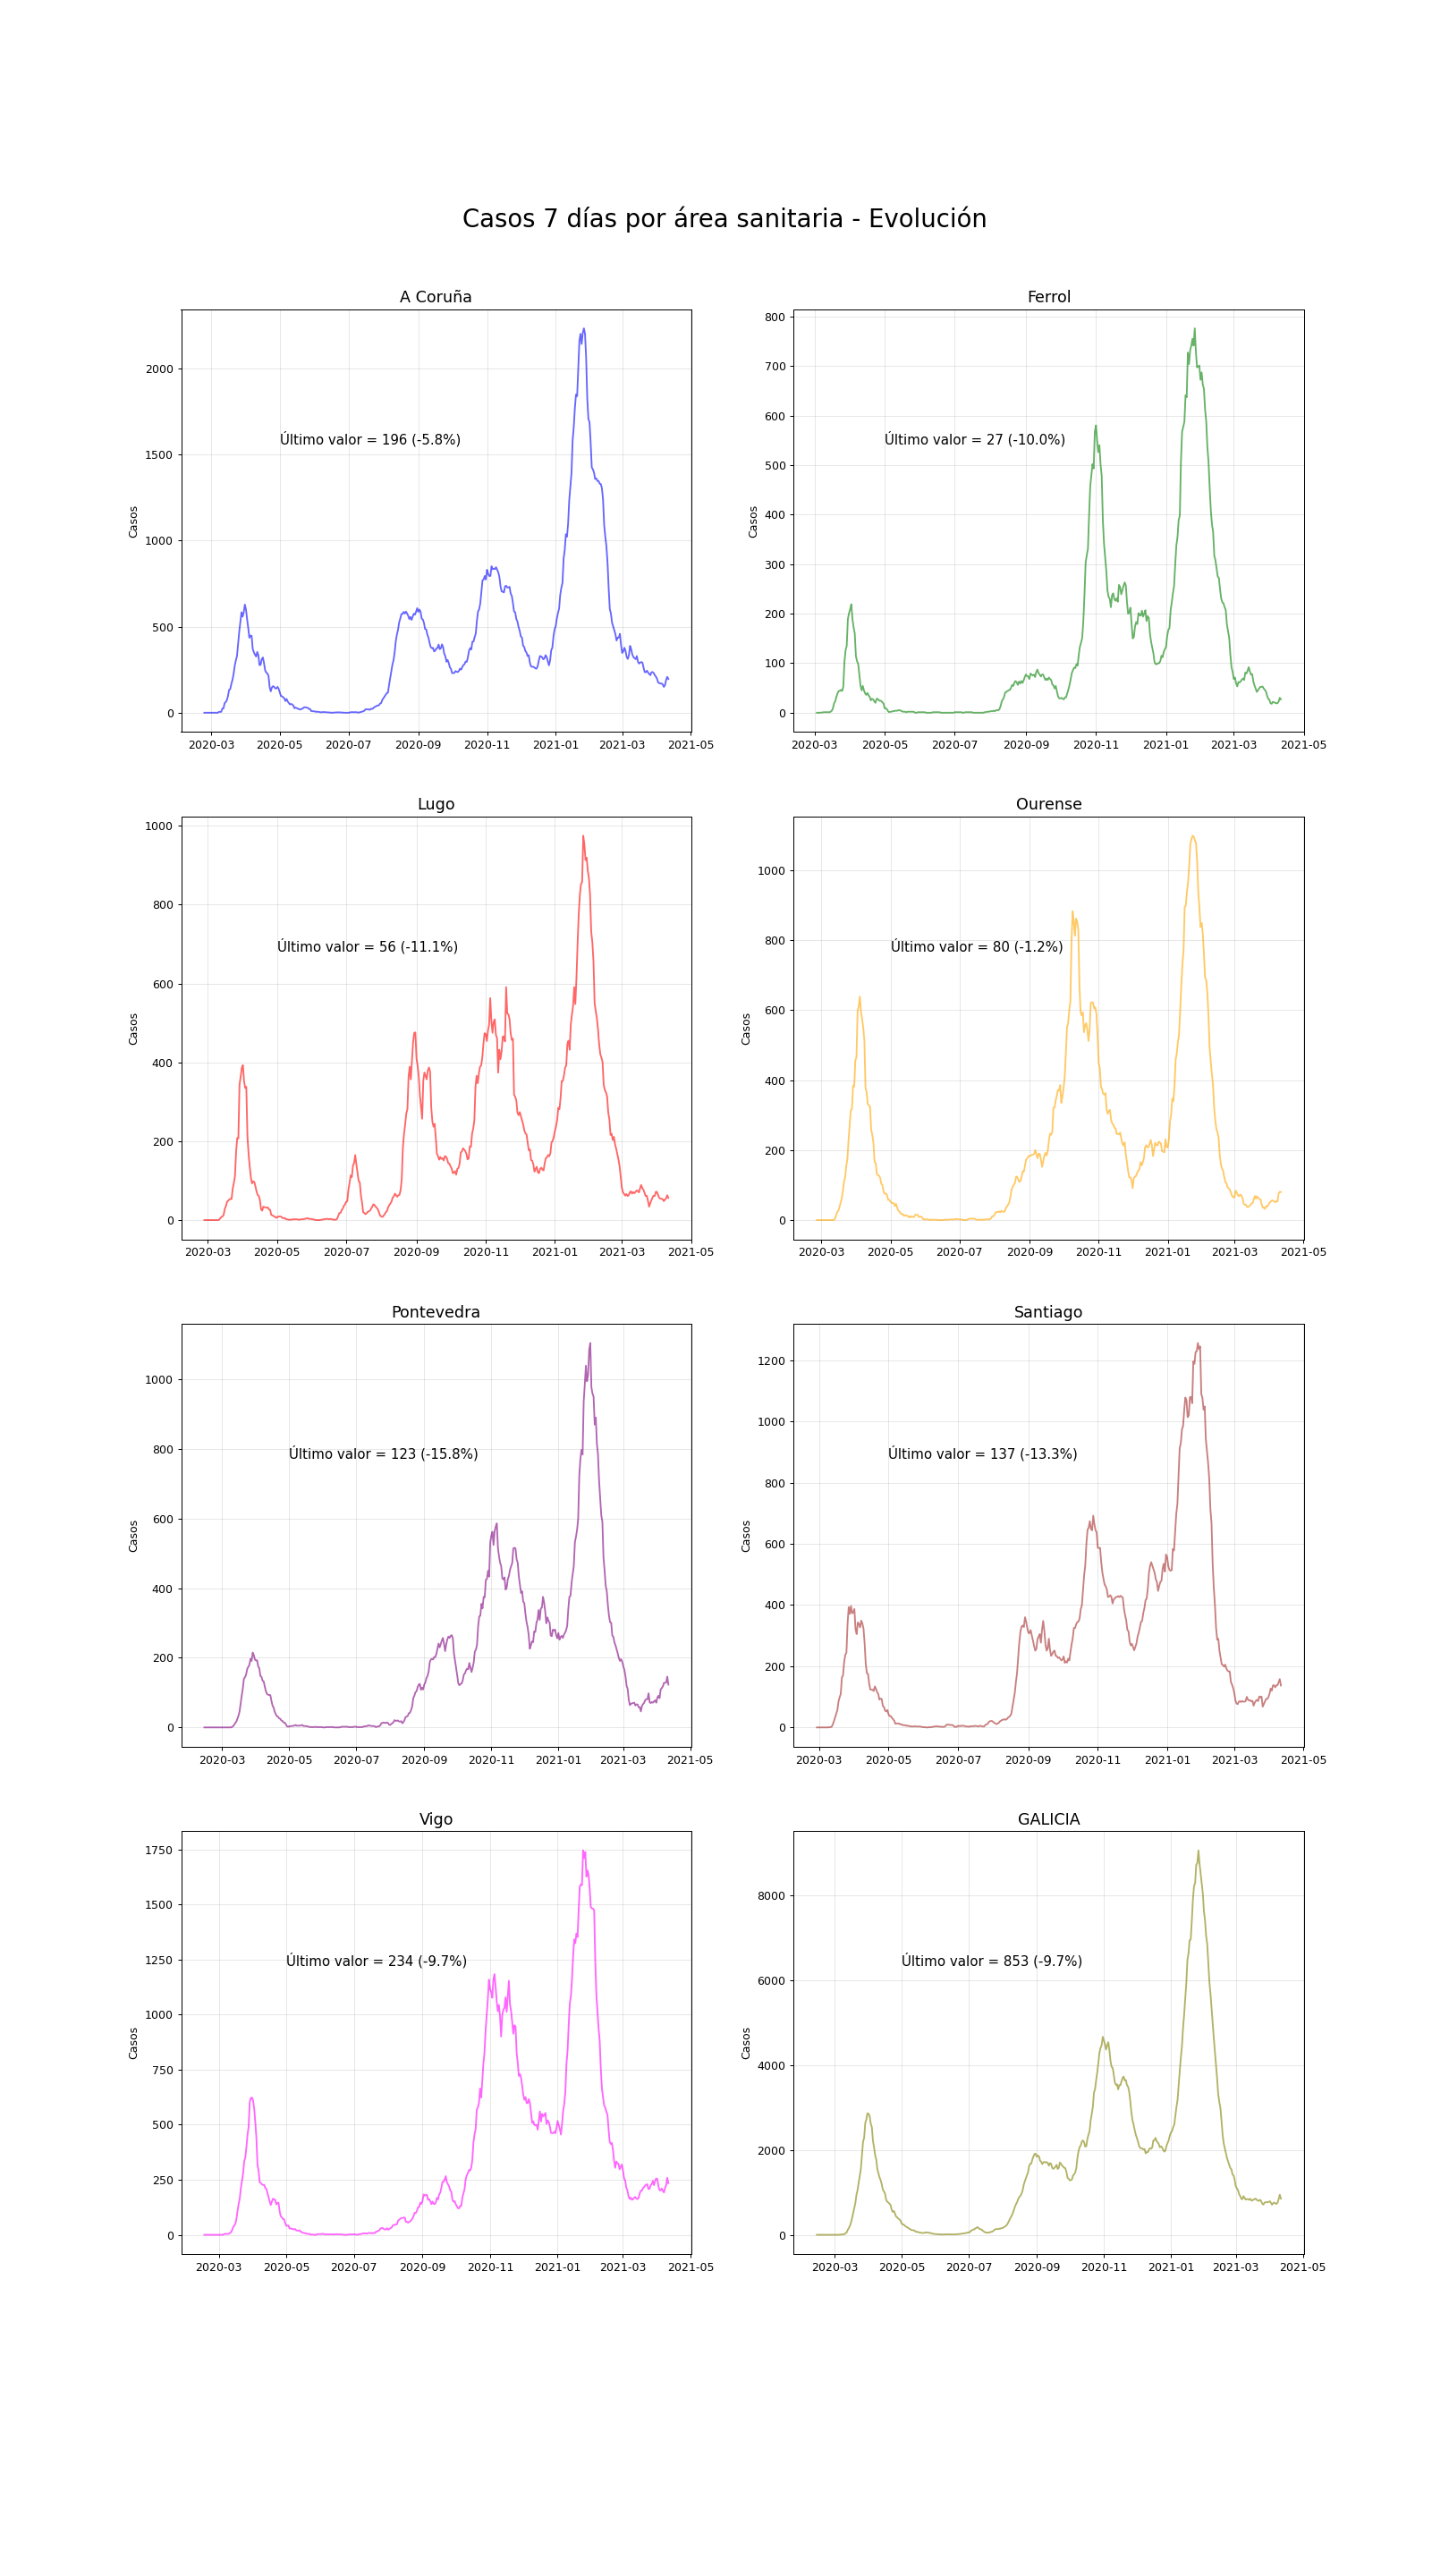 Casos 7 días por área sanitaria - Evolución
A Coruña
Casos
2000
1500
1000
500
0
Último valor = 196 (-5.8%)
2020-03 2020-05 2020-07 2020-09 2020-11 2021-01 2021-03 2021-05
Ferrol
Casos
800
700
600
500
400
300
200
100
0
Último valor = 27 (-10.0%)
2020-03 2020-05 2020-07 2020-09 2020-11 2021-01 2021-03 2021-05
Lugo
Casos
1000
800
600
400
200
0
Último valor = 56 (-11.1%)
2020-03 2020-05 2020-07 2020-09 2020-11 2021-01 2021-03 2021-05
Ourense
Casos
1000
800
600
400
200
0
Último valor = 80 (-1.2%)
2020-03 2020-05 2020-07 2020-09 2020-11 2021-01 2021-03 2021-05
Pontevedra
Casos
1000
800
600
400
200
0
Último valor = 123 (-15.8%)
2020-03 2020-05 2020-07 2020-09 2020-11 2021-01 2021-03 2021-05
Santiago
Casos
1200
1000
800
600
400
200
0
Último valor = 137 (-13.3%)
2020-03 2020-05 2020-07 2020-09 2020-11 2021-01 2021-03 2021-05
Vigo
Casos
1750
1500
1250
1000
750
500
250
0
Último valor = 234 (-9.7%)
2020-03 2020-05 2020-07 2020-09 2020-11 2021-01 2021-03 2021-05
GALICIA
Casos
8000
6000
4000
2000
0
Último valor = 853 (-9.7%)
2020-03 2020-05 2020-07 2020-09 2020-11 2021-01 2021-03 2021-05